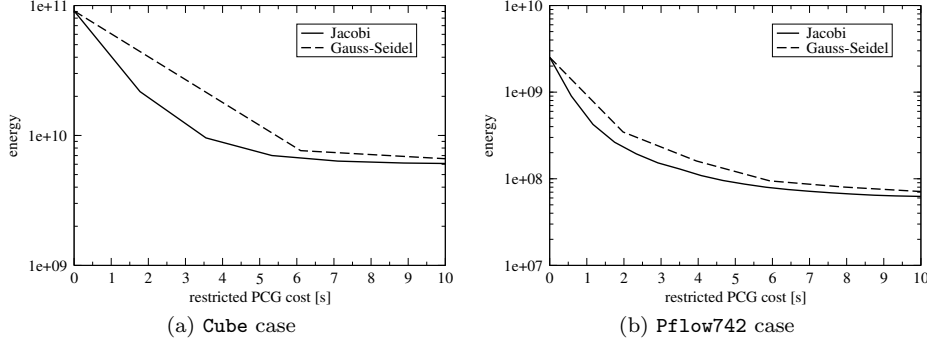 1e+11
1e+10
1e+09
energy
0 1 2 3 4 5 6 7 8 9 10
restricted PCG cost [s]
Jacobi
Gauss-Seidel
(a) Cube case
1e+10
1e+09
1e+08
1e+07
energy
0 1 2 3 4 5 6 7 8 9 10
restricted PCG cost [s]
Jacobi
Gauss-Seidel
(b) Pflow742 case